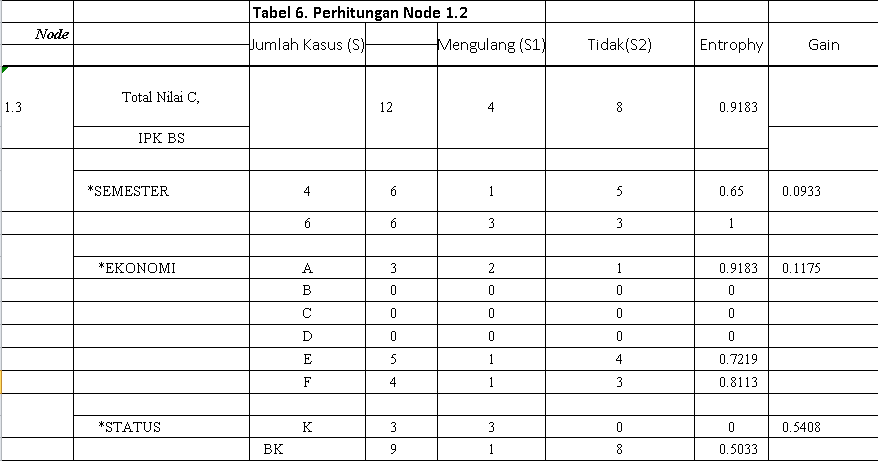 Tabel 6. Perhitungan Node 1.2
Node Jumlah Kasus (S) Mengulang (S1) Tidak(S2) Entrophy Gain
1.3 Total Nilai C, 12 4 8 0.9183
IPK BS
*SEMESTER 4 6 1 5 0.65 0.0933
6 6 3 3 1
*EKONOMI A 3 2 1 0.9183 0.1175
B 0 0 0 0
C 0 0 0 0
D 0 0 0 0
E 5 1 4 0.7219
F 4 1 3 0.8113
*STATUS K 3 3 0 0 0.5408
BK 9 1 8 0.5033